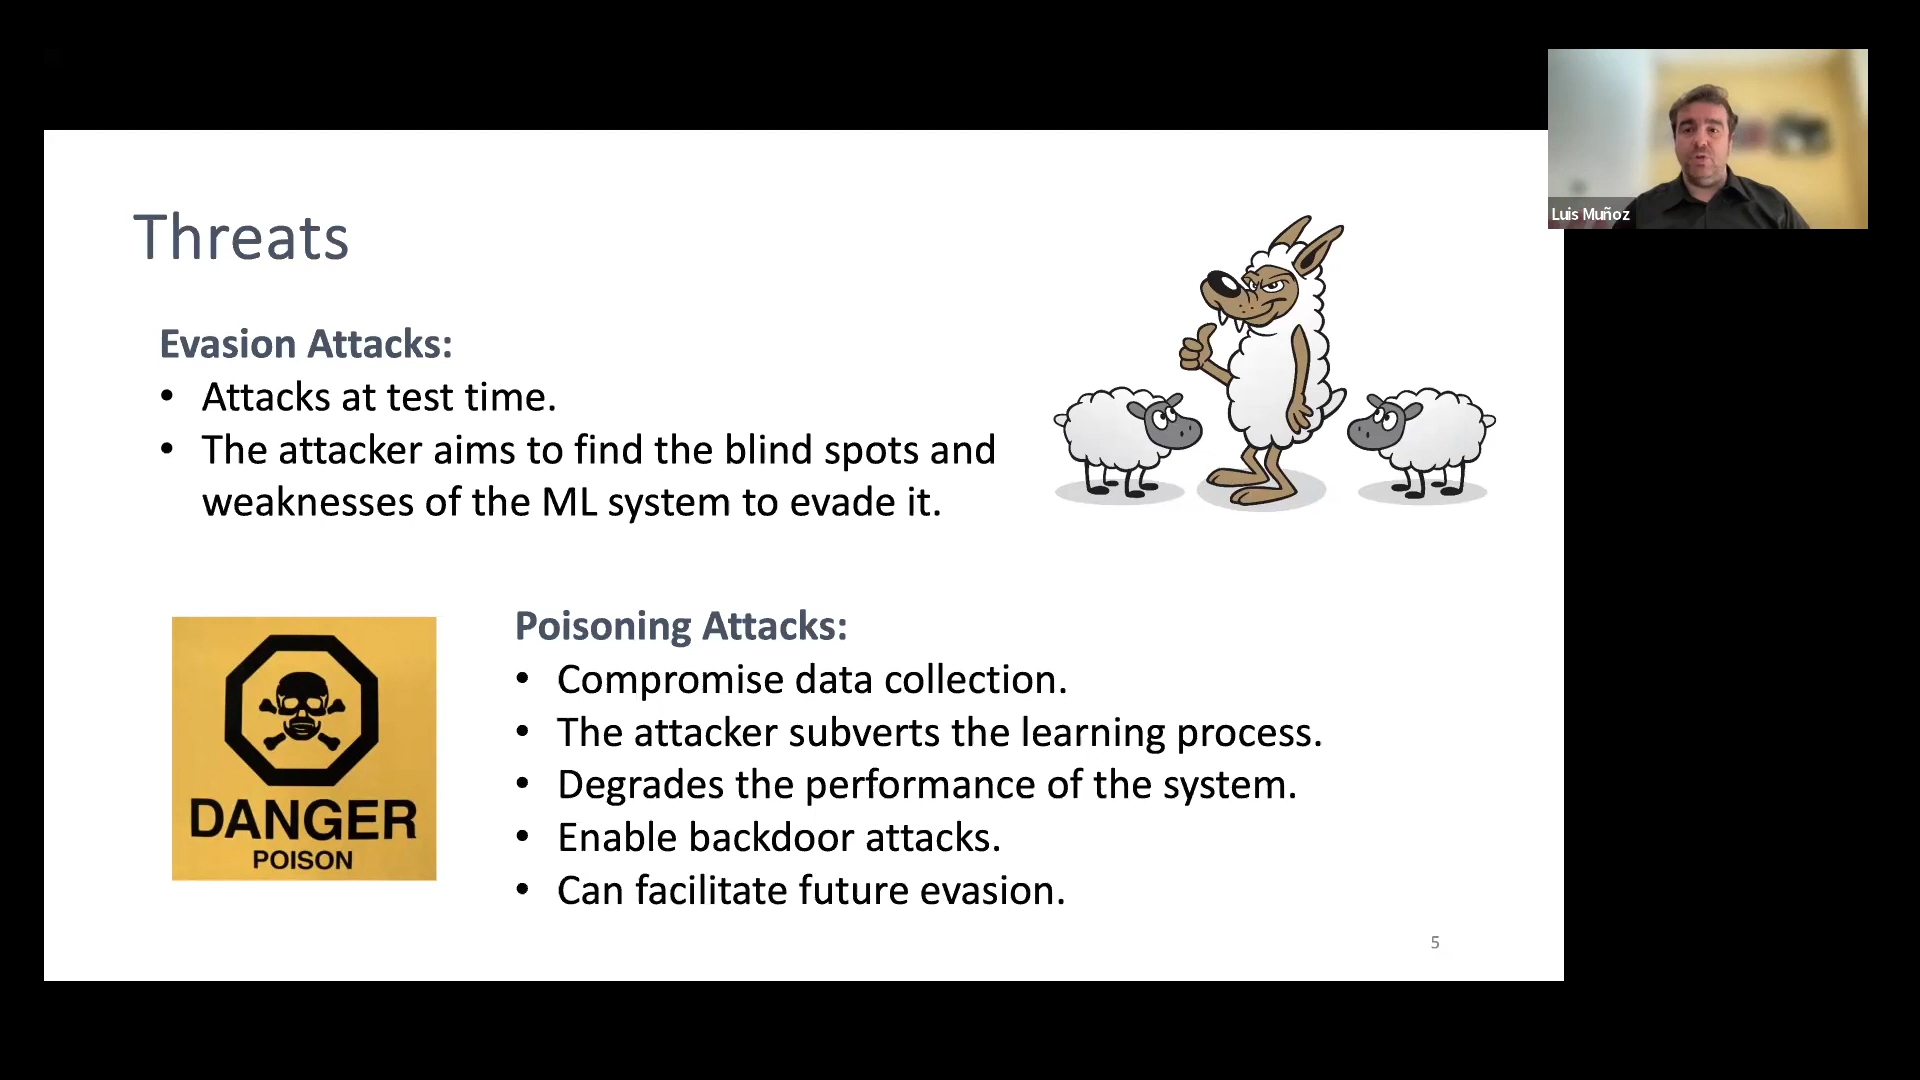 Luis Muñoz
Threats
Evasion Attacks:
• Attacks at test time.
• The attacker aims to find the blind spots and
weaknesses of the ML system to evade it.
DANGER
POISON
Poisoning Attacks:
• Compromise data collection.
• The attacker subverts the learning process.
• Degrades the performance of the system.
• Enable backdoor attacks.
• Can facilitate future evasion.
5